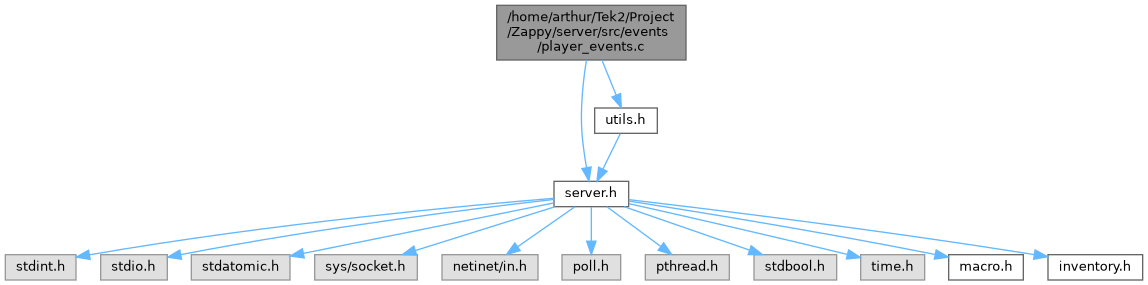 /home/arthur/Tek2/Project
/Zappy/server/src/events
/player_events.c
utils.h
server.h
stdint.h
stdio.h
stdatomic.h
sys/socket.h
netinet/in.h
poll.h
pthread.h
stdbool.h
time.h
macro.h
inventory.h